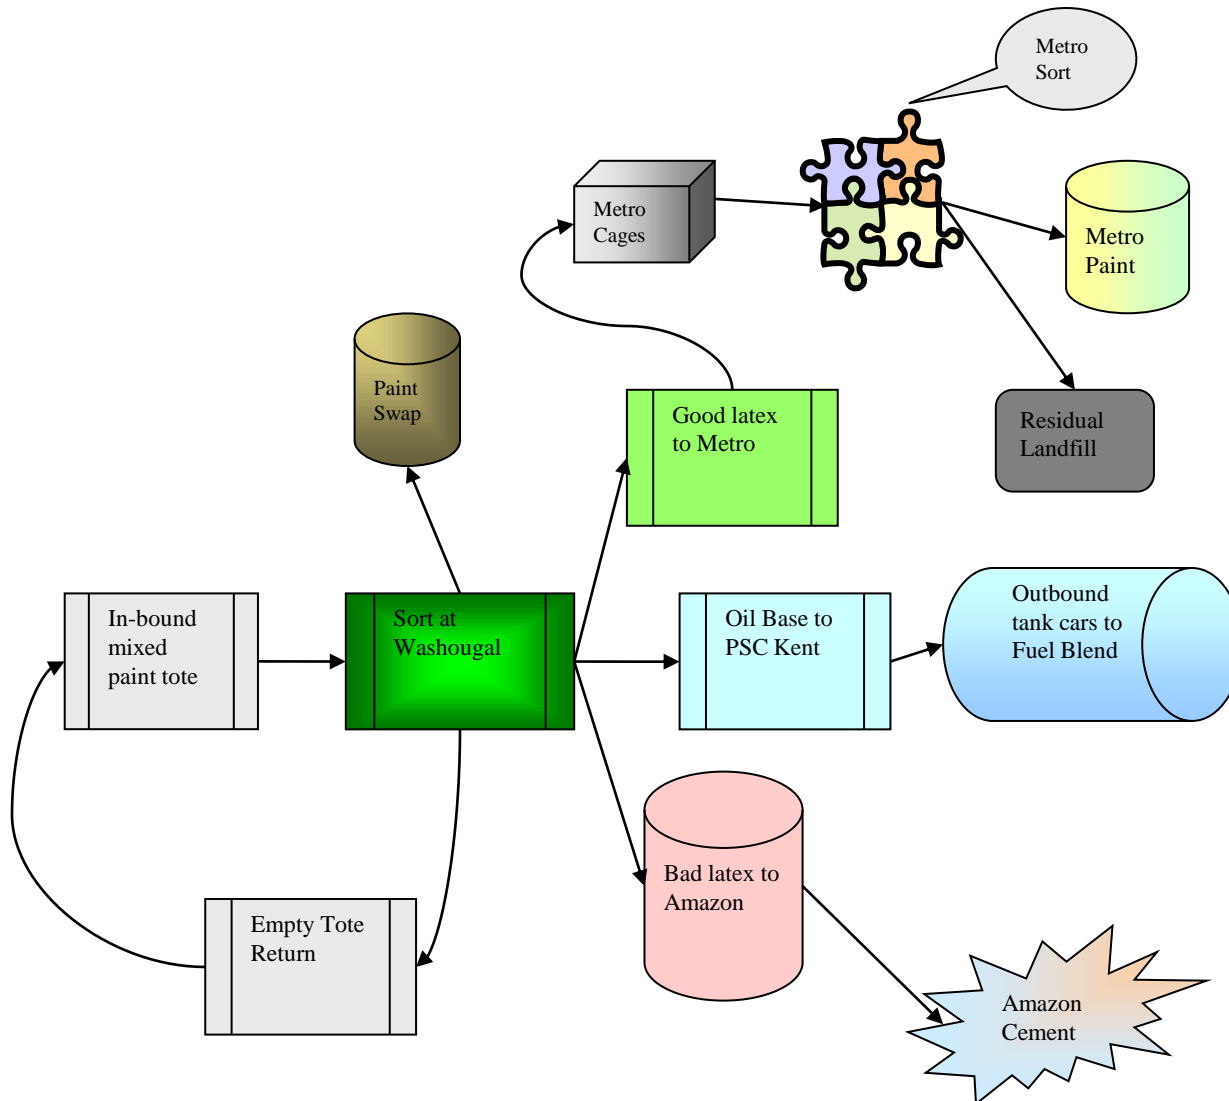 Metro
Sort
Metro
Cages
Metro
Paint
Paint
Swap
Good latex
to Metro
Residual
Landfill
In-bound
mixed
paint tote
Sort at
Washougal
Oil Base to
PSC Kent
Outbound
tank cars to
Fuel Blend
Bad latex to
Amazon
Empty Tote
Return
Amazon
Cement